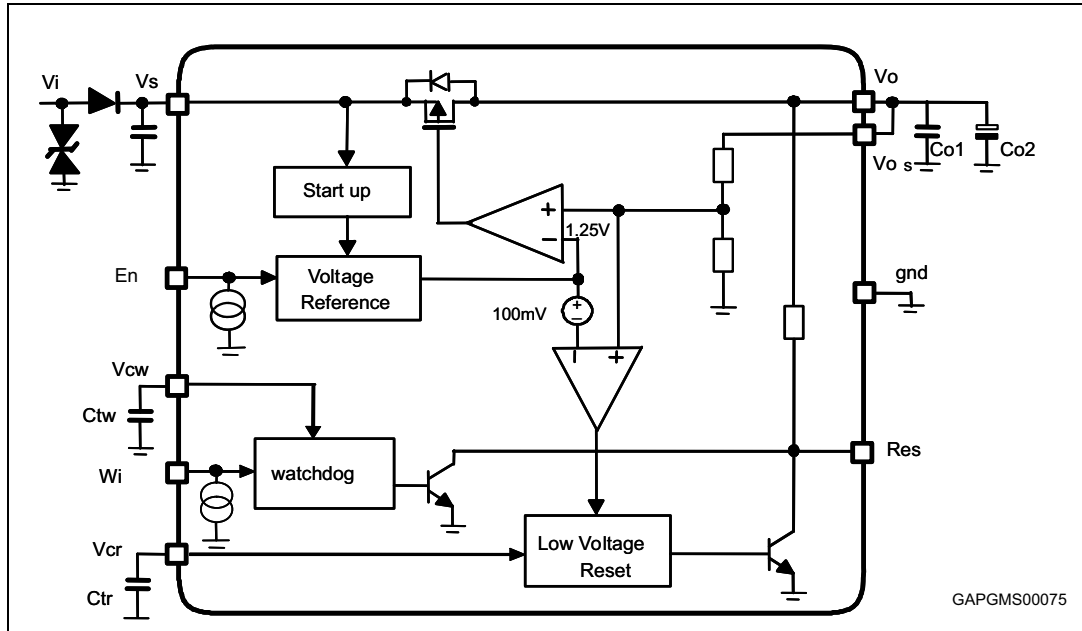 Vi
Vs
Vo
Co1
Co2
Vo s
Start up
+
1.25V
−
En
Voltage
Reference
gnd
100mV
+
−
− +
Vcw
Ctw
Res
Wi
watchdog
Vcr
Low Voltage
Reset
Ctr
GAPGMS00075